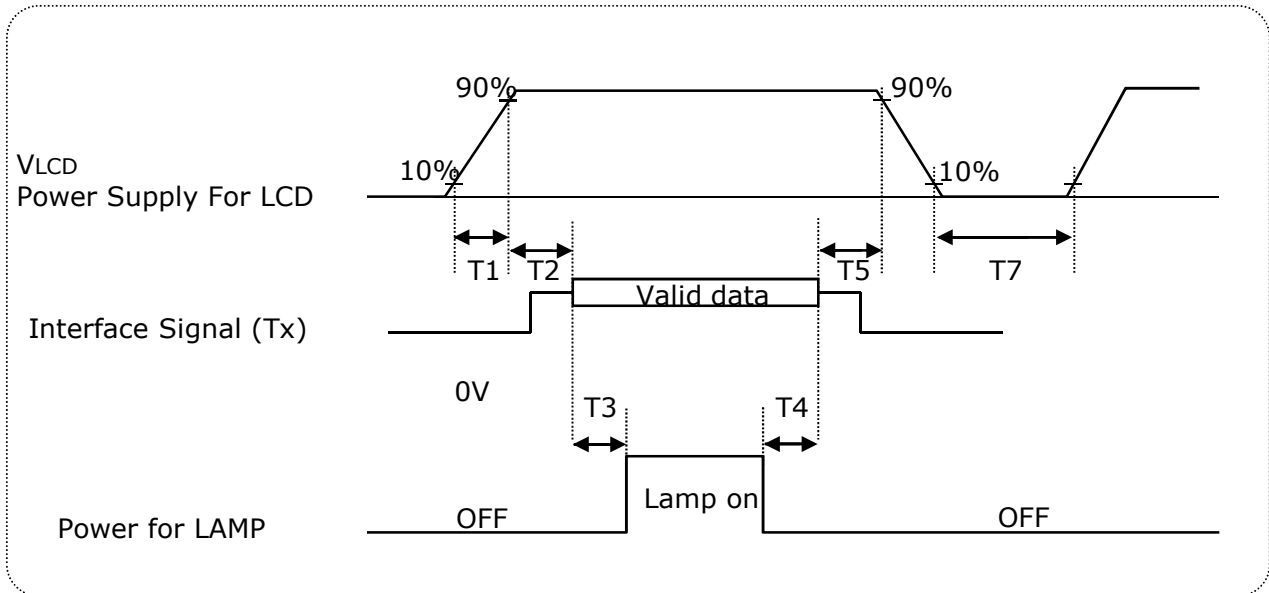 90%
90%
VLCD
10%
10%
Power Supply For LCD
T1
T2
T5
T7
Valid data
Interface Signal (Tx)
0V
T3
T4
Lamp on
Power for LAMP
OFF
OFF